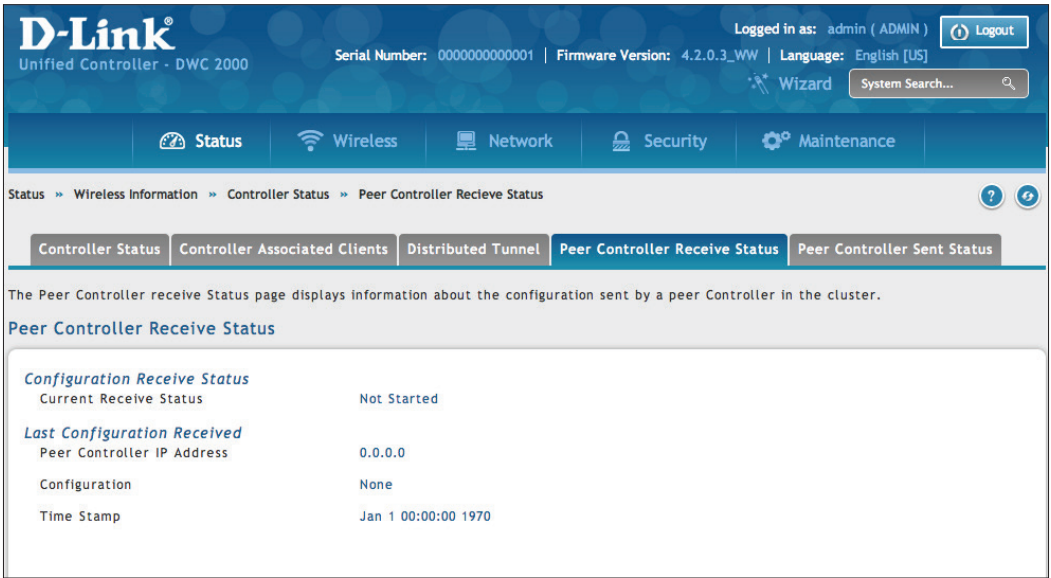 D-Link®
Unified Controller - DWC 2000
Logged in as: admin ( ADMIN )
Logout
Serial Number: 0000000000001 | Firmware Version: 4.2.0.3_WW | Language: English [US]
Wizard
System Search...
Status
Wireless
Network
Security
Maintenance
Status » Wireless Information » Controller Status » Peer Controller Recieve Status
?
Controller Status
Controller Associated Clients
Distributed Tunnel
Peer Controller Receive Status
Peer Controller Sent Status
The Peer Controller receive Status page displays information about the configuration sent by a peer Controller in the cluster.
Peer Controller Receive Status
Configuration Receive Status
Current Receive Status Not Started
Last Configuration Received
Peer Controller IP Address 0.0.0.0
Configuration None
Time Stamp Jan 1 00:00:00 1970